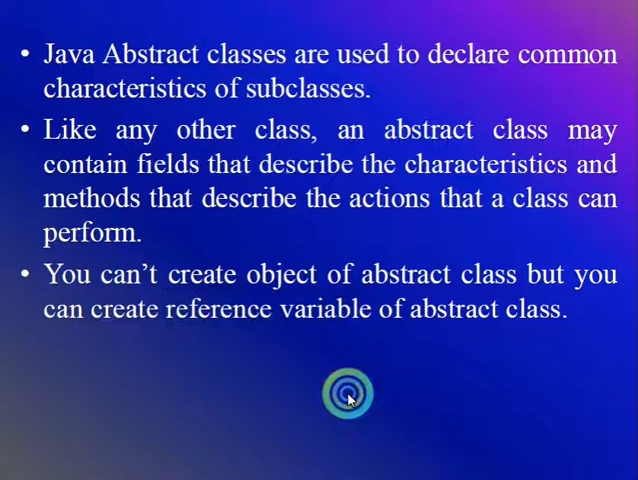 • Java Abstract classes are used to declare common
characteristics of subclasses.
• Like any other class, an abstract class may
contain fields that describe the characteristics and
methods that describe the actions that a class can
perform.
• You can’t create object of abstract class but you
can create reference variable of abstract class.